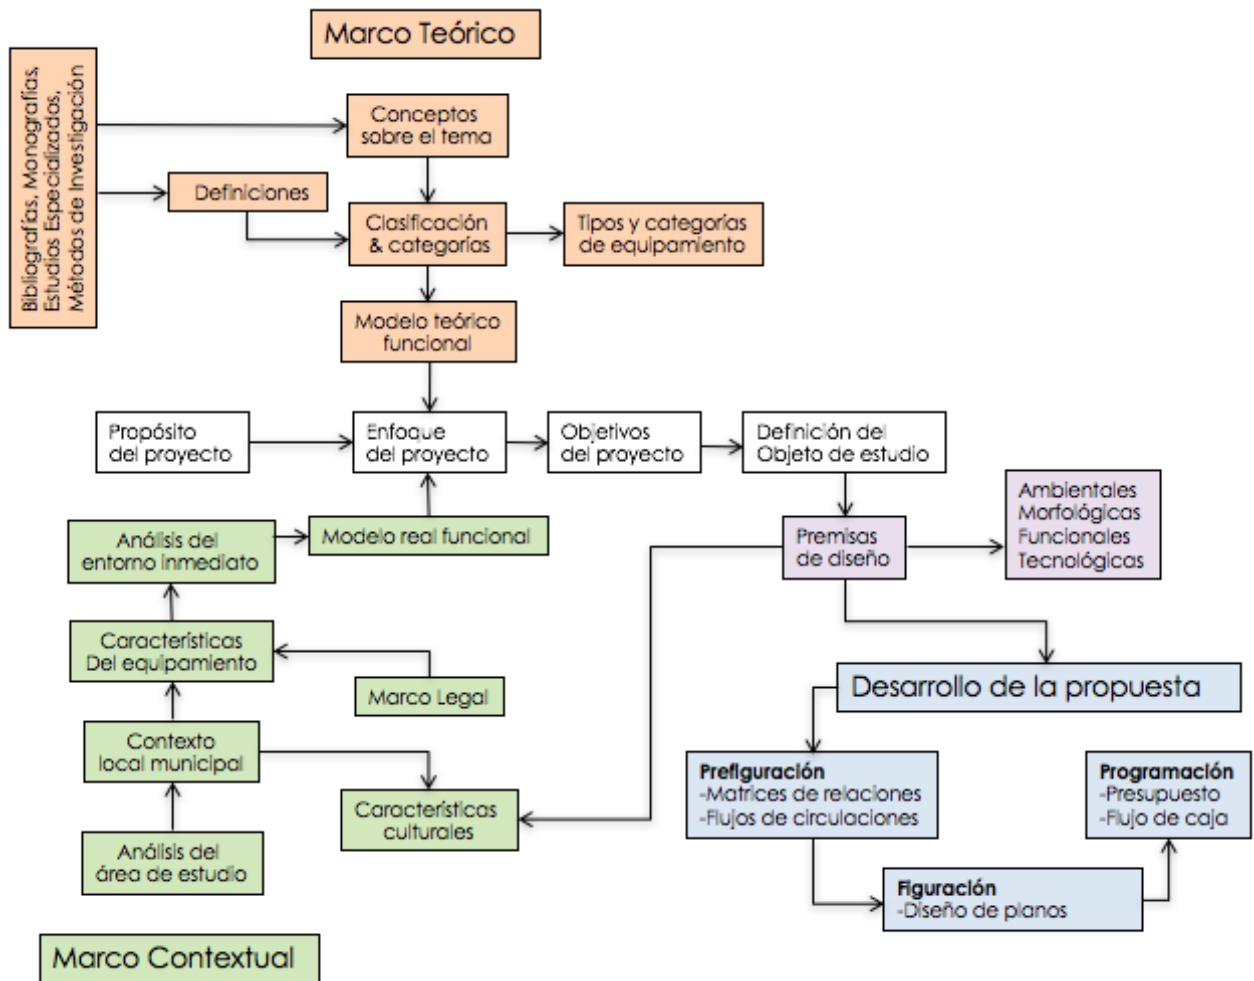 Marco Teórico
Bibliografías, Monografías,
Estudios Especializados,
Métodos de Investigación
Conceptos
sobre el tema
Definiciones
Clasificación
& categorías
Tipos y categorías
de equipamiento
Modelo teórico
funcional
Propósito
del proyecto
Enfoque
del proyecto
Objetivos
del proyecto
Definición del
Objeto de estudio
Ambientales
Morfológicas
Funcionales
Tecnológicas
Premisas
de diseño
Modelo real funcional
Análisis del
entorno inmediato
Características
Del equipamiento
Marco Legal
Contexto
local municipal
Características
culturales
Análisis del
área de estudio
Desarrollo de la propuesta
Prefiguración
-Matrices de relaciones
-Flujos de circulaciones
Programación
-Presupuesto
-Flujo de caja
Figuración
-Diseño de planos
Marco Contextual